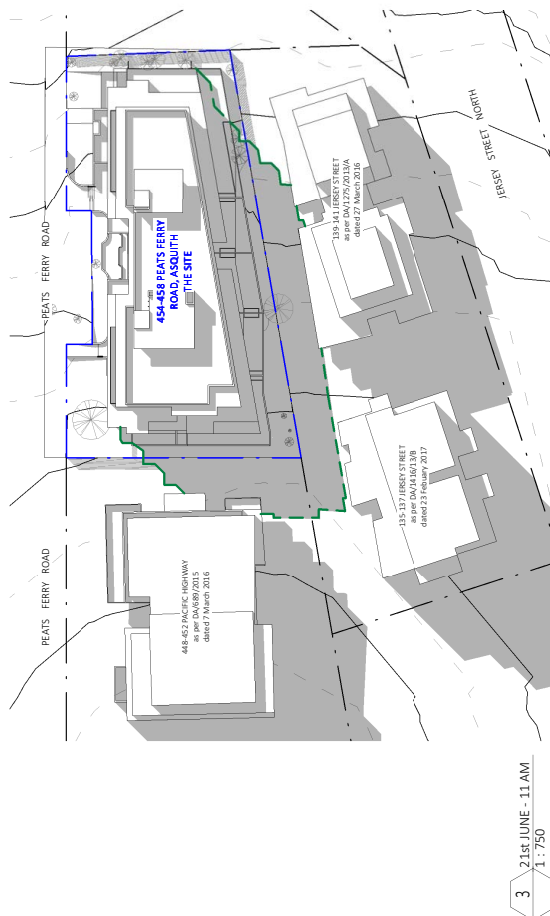 PEATS FERRY ROAD
PEATS FERRY ROAD
454-458 PEATS FERRY
ROAD, ASQUITH
THE SITE
139-141 JERSEY STREET
as per DA/1275/2013/A
dated 27 March 2016
JERSEY STREET NORTH
135-137 JERSEY STREET
as per DA/1416/13/B
dated 23 Febuary 2017
448-452 PACIFIC HIGHWAY
as per DA/689/2015
dated 7 March 2016
3
21st JUNE - 11 AM
1 : 750